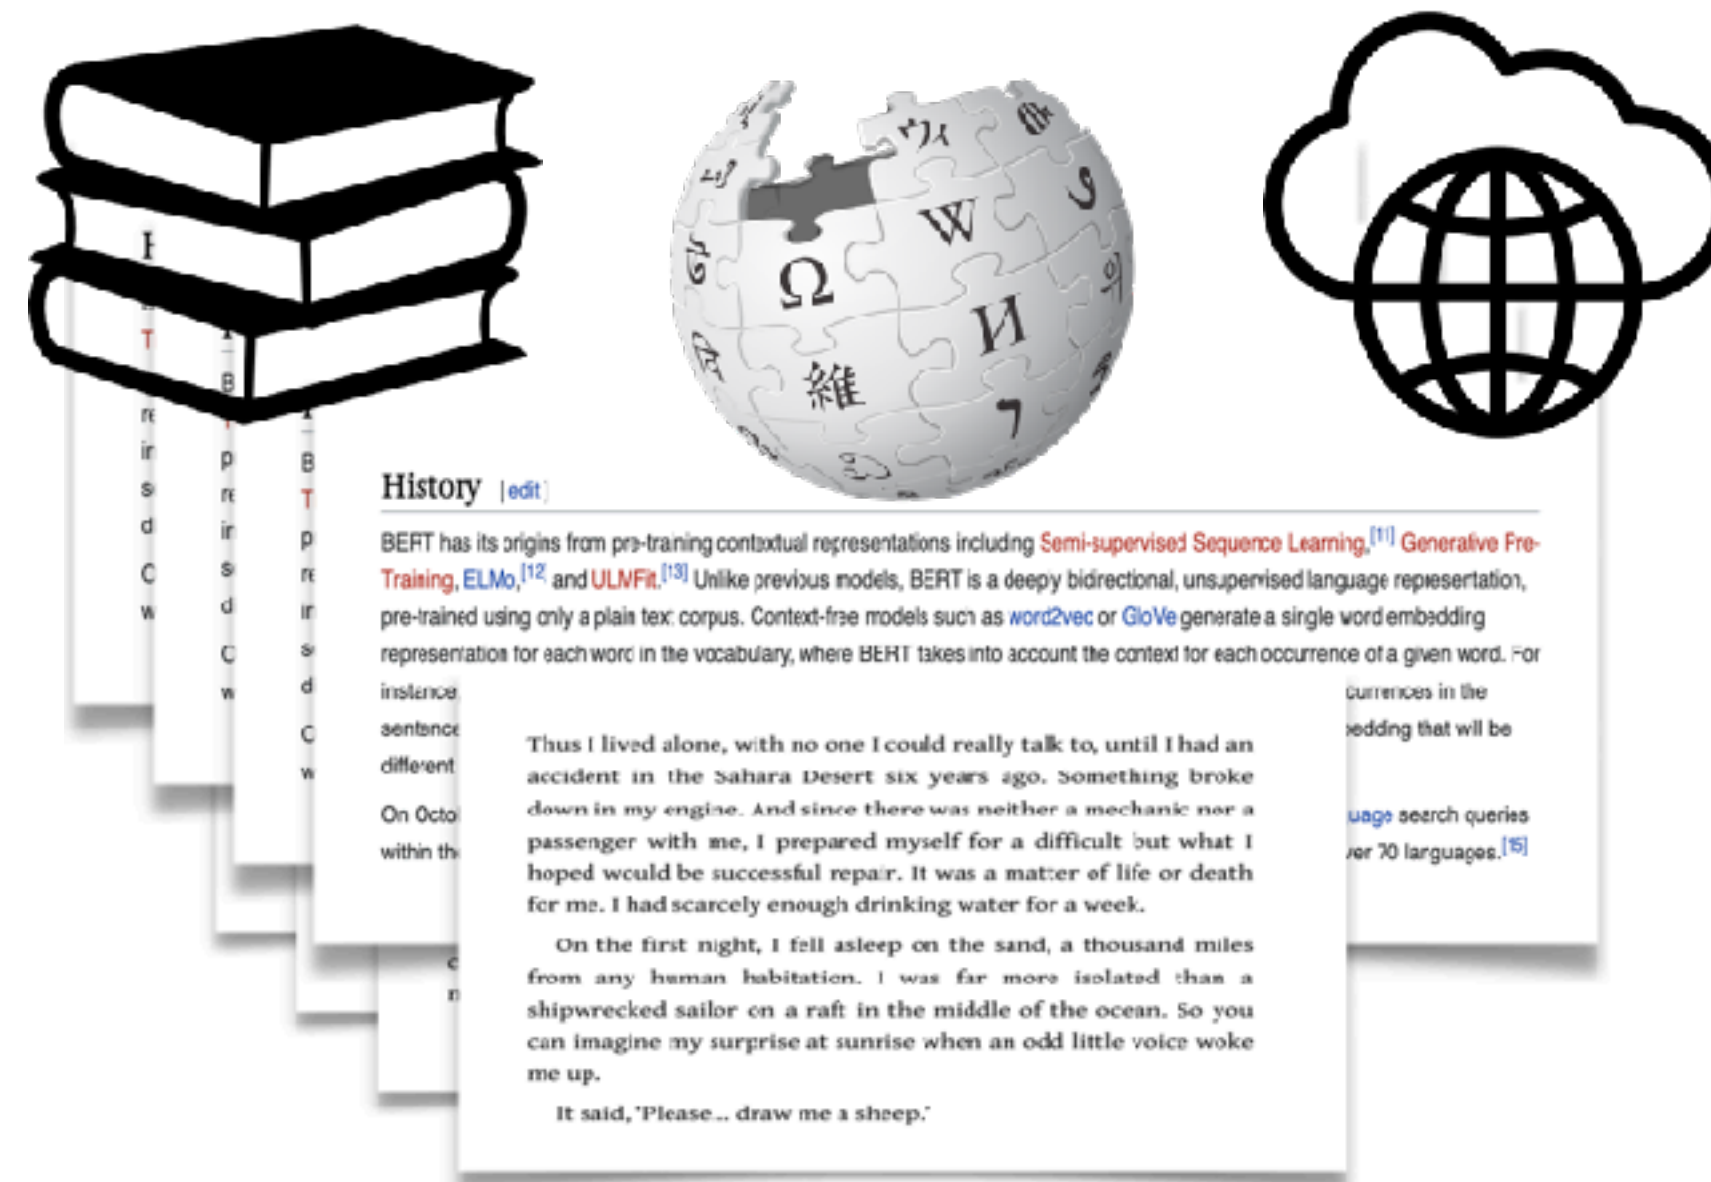 Ω
W
И
維
ウィ
History [edit]
BERT has its origins from pre-training contextual representations including Semi-supervised Sequence Learning,[11] Generative Pre-
Training, ELMo,[12] and ULMFit.[13] Unlike previous models, BERT is a deeply bidirectional, unsupervised language representation,
pre-trained using only a plain text corpus. Context-free models such as word2vec or GloVe generate a single word embedding
representation for each word in the vocabulary, where BERT takes into account the context for each occurrence of a given word. For
instance
currences in the
sentence
edding that will be
different
On Octo
uage search queries
within the
ver 70 languages.[15]
Thus I lived alone, with no one I could really talk to, until I had an
accident in the Sahara Desert six years ago. Something broke
down in my engine. And since there was neither a mechanic nor a
passenger with me, I prepared myself for a difficult but what I
hoped would be successful repair. It was a matter of life or death
for me. I had scarcely enough drinking water for a week.
On the first night, I fell asleep on the sand, a thousand miles
from any human habitation. I was far more isolated than a
shipwrecked sailor on a raft in the middle of the ocean. So you
can imagine my surprise at sunrise when an odd little voice woke
me up.
It said, "Please... draw me a sheep."